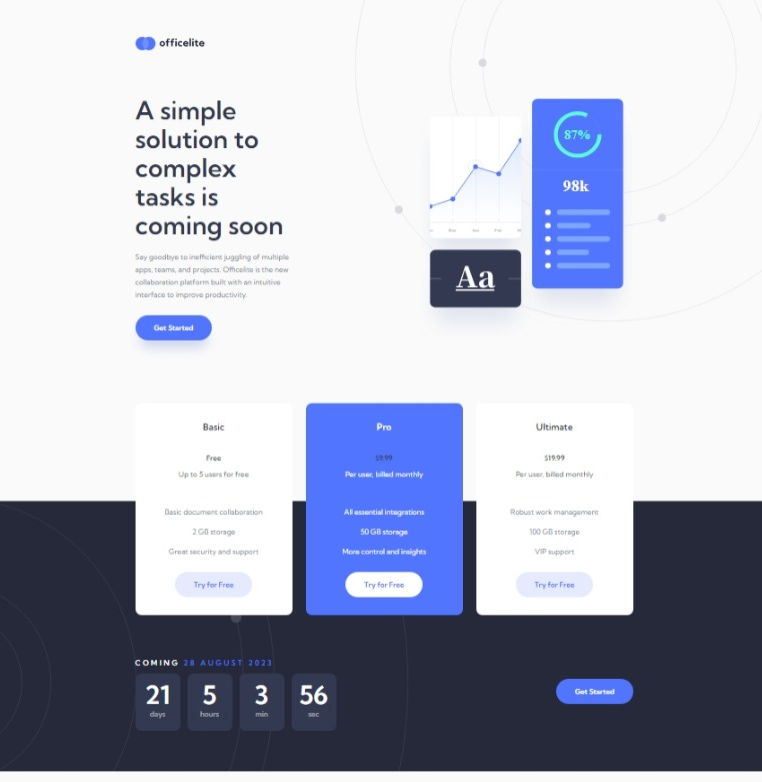 officelite
A simple
solution to
complex
tasks is
coming soon
Say goodbye to inefficient juggling of multiple
apps, teams, and projects. Officelite is the new
collaboration platform built with an intuitive
interface to improve productivity.
Get Started
87%
98k
Aa
Basic
Free
Up to 5 users for free
Basic document collaboration
2 GB storage
Great security and support
Try for Free
Pro
$9.99
Per user, billed monthly
All essential integrations
50 GB storage
More control and insights
Try for Free
Ultimate
$19.99
Per user, billed monthly
Robust work management
100 GB storage
VIP support
Try for Free
COMING 28 AUGUST 2023
21 5 3 56
days hours min sec
Get Started